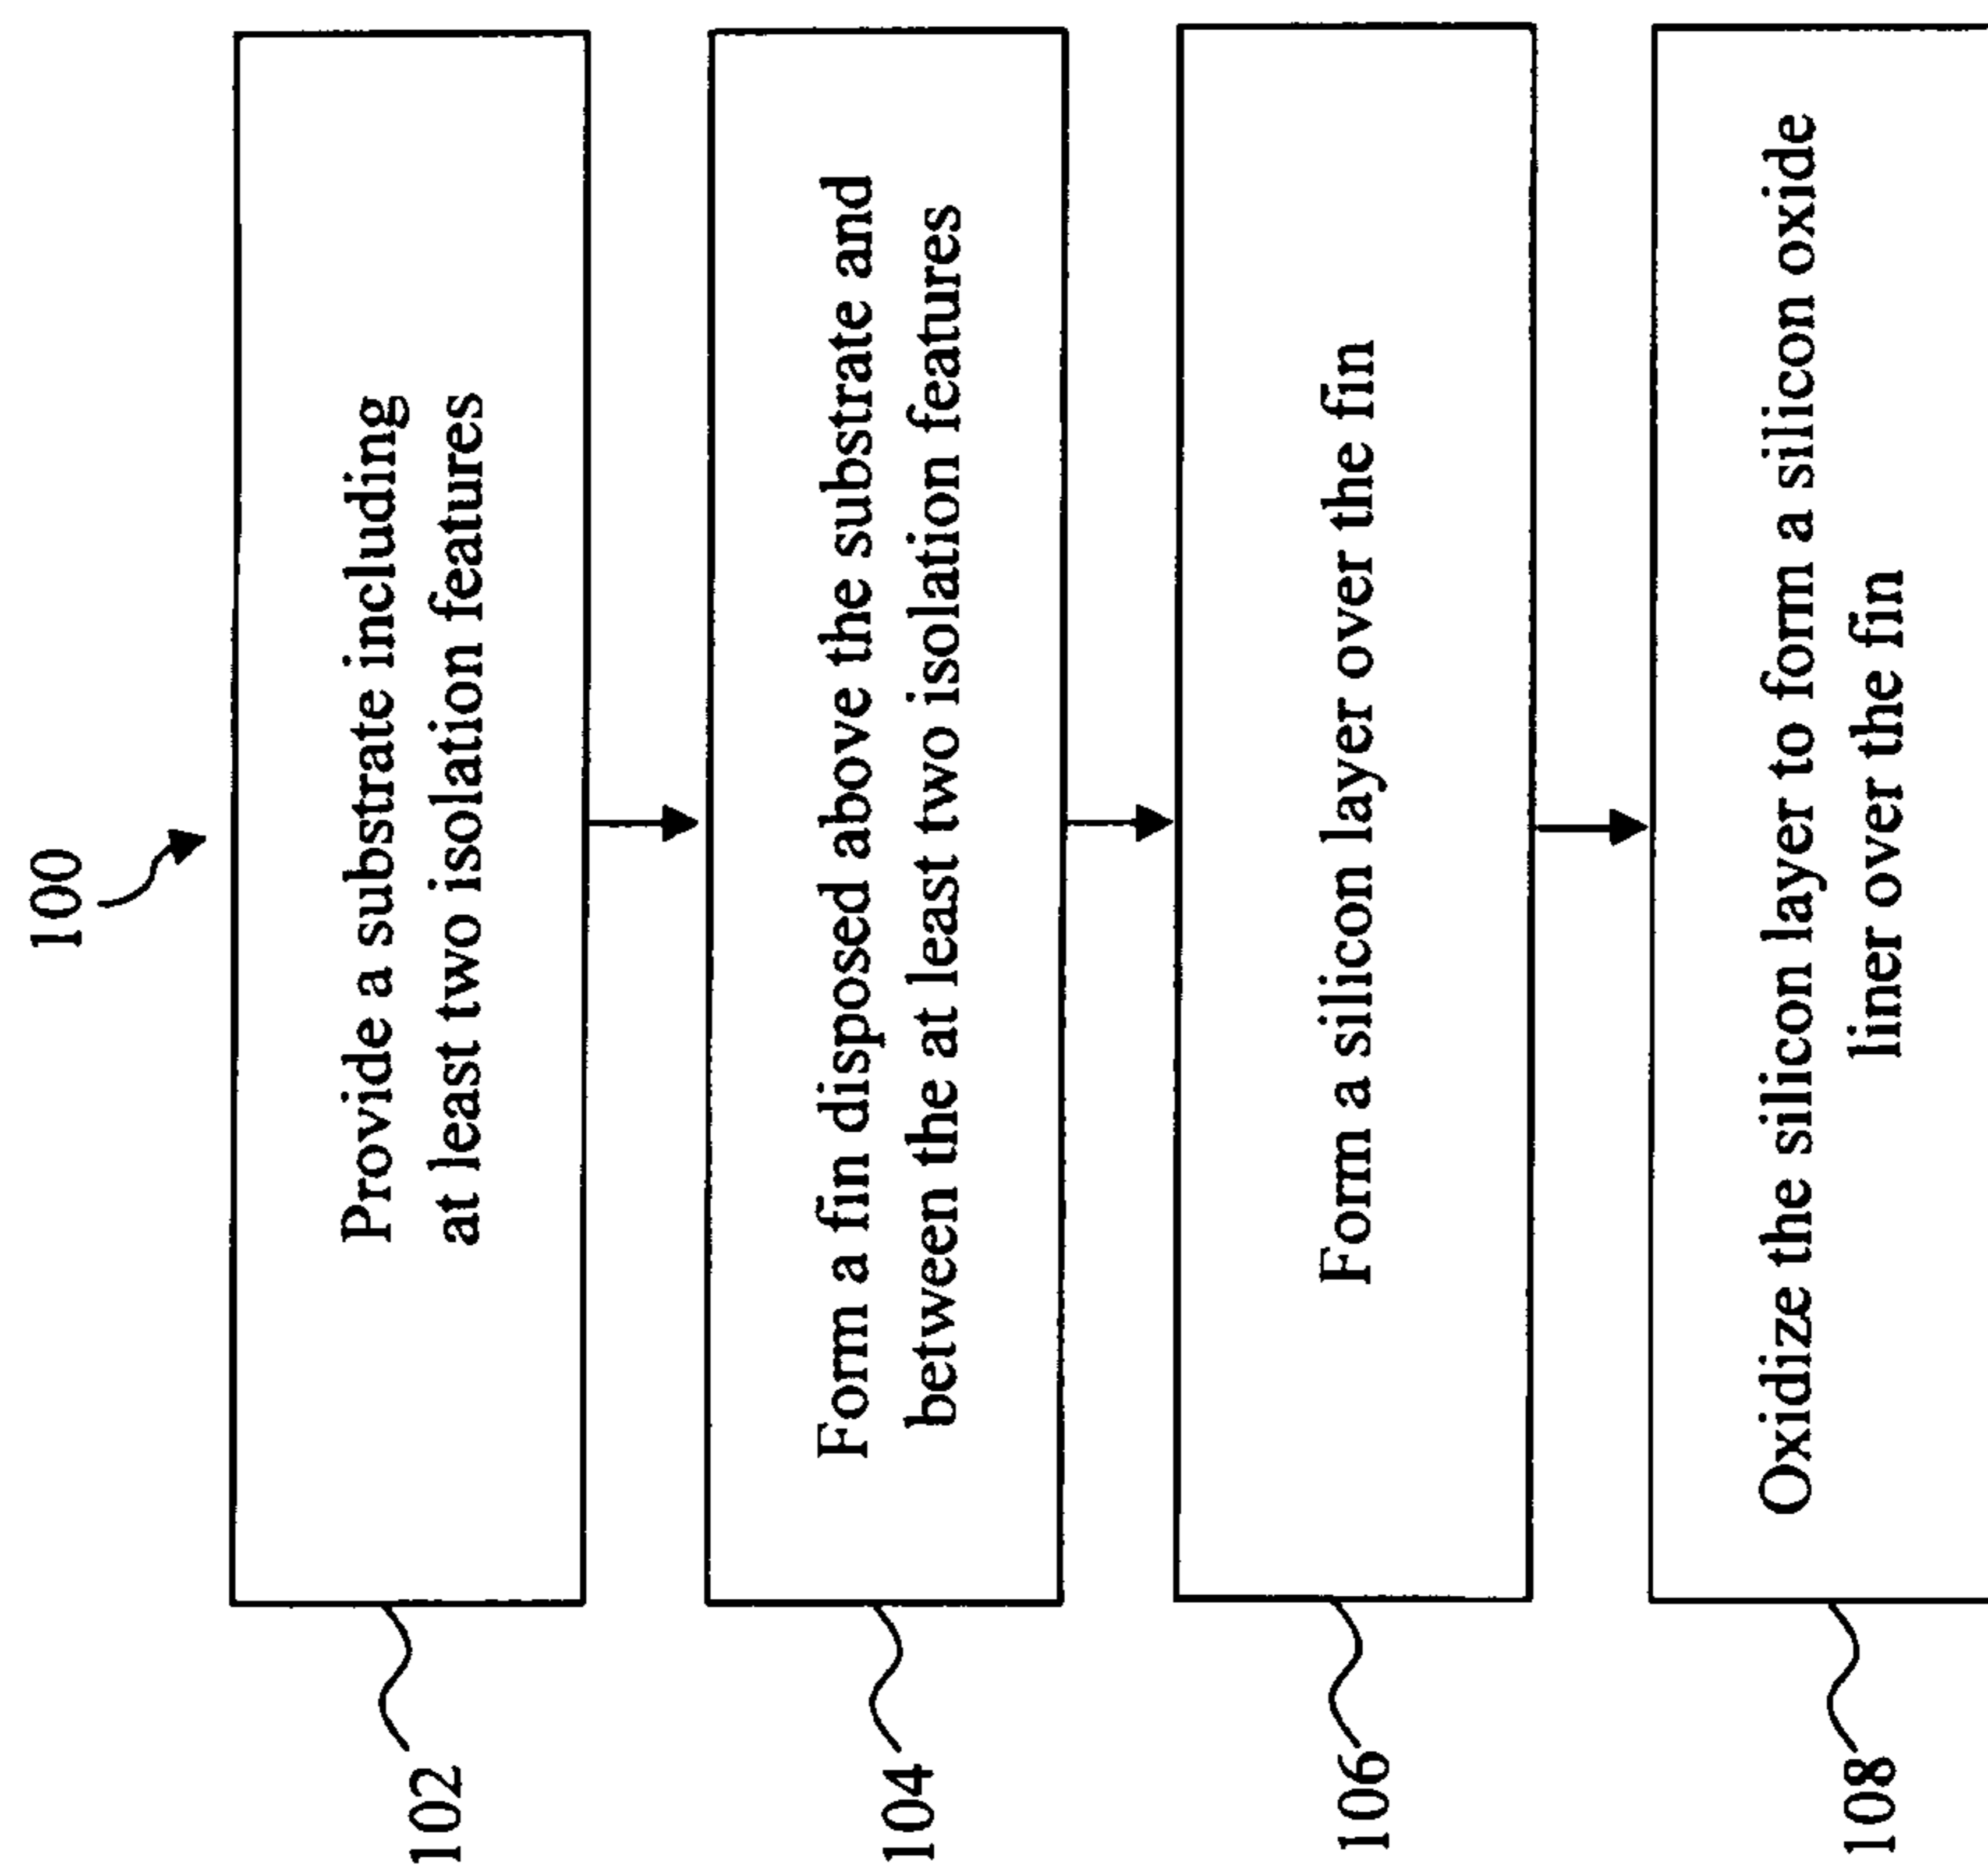 100
102
Provide a substrate including
at least two isolation features
104
Form a fin disposed above the substrate and
between the at least two isolation features
106
Form a silicon layer over the fin
108
Oxidize the silicon layer to form a silicon oxide
liner over the fin